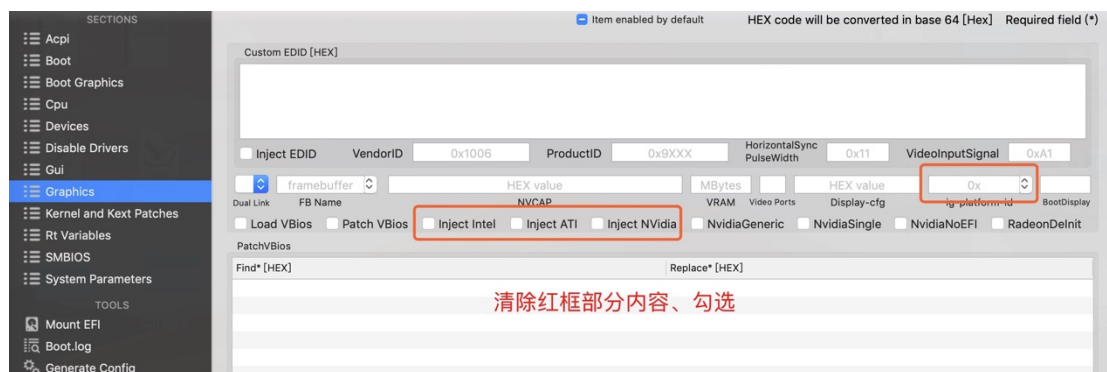 SECTIONS
Acpi
Boot
Boot Graphics
Cpu
Devices
Disable Drivers
Gui
Graphics
Kernel and Kext Patches
Rt Variables
SMBIOS
System Parameters
TOOLS
Mount EFI
Boot.log
Generate Config
Item enabled by default HEX code will be converted in base 64 [Hex] Required field (*)
Custom EDID [HEX]
Inject EDID VendorID 0x1006 ProductID 0x9XXX HorizontalSync PulseWidth 0x11 VideoInputSignal 0xA1
framebuffer HEX value MBytes HEX value 0x
Dual Link FB Name NVCAP VRAM Video Ports Display-cfg ig-platform-id BootDisplay
Load VBios Patch VBios Inject Intel Inject ATI Inject NVidia NvidiaGeneric NvidiaSingle NvidiaNoEFI RadeonDeInit
PatchVBios
Find* [HEX] Replace* [HEX]
清除红框部分内容、勾选